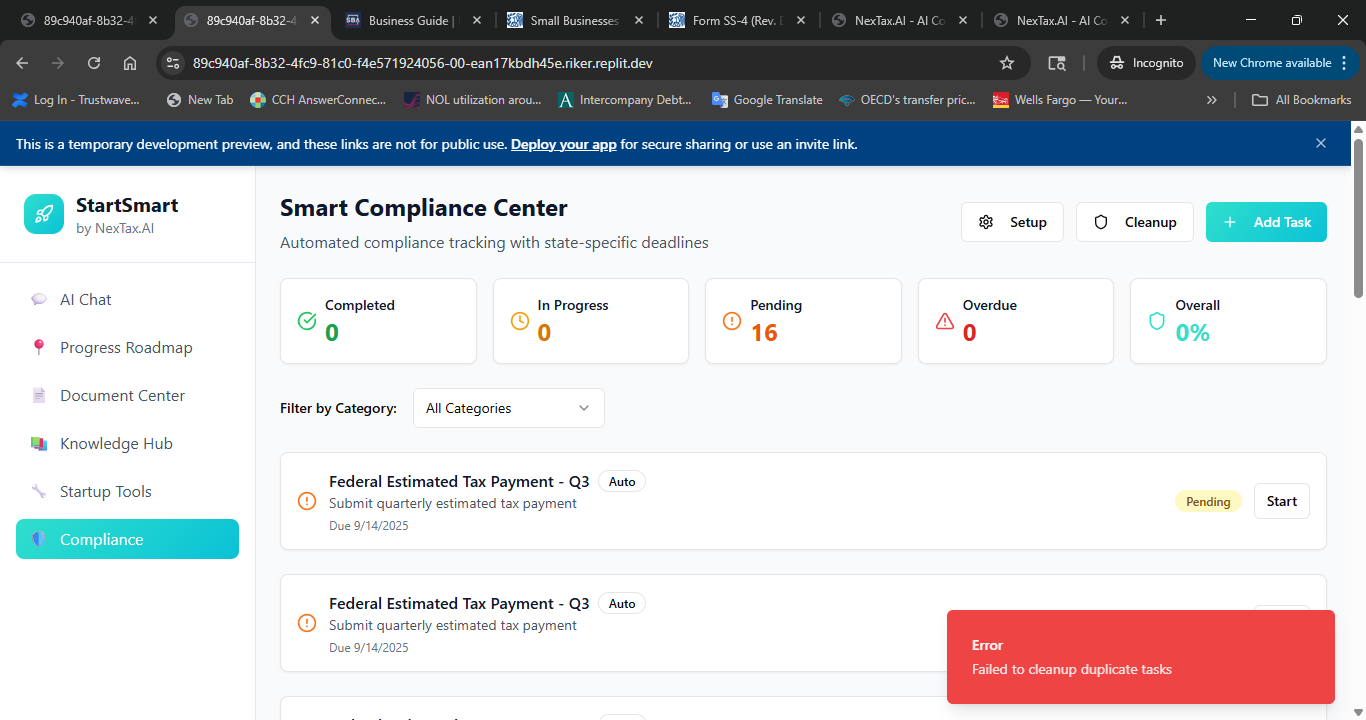 89c940af-8b32-4
89c940af-8b32-4
Business Guide |
Small Businesses
Form SS-4 (Rev. D
NexTax.AI - AI Co
NexTax.AI - AI Co
89c940af-8b32-4fc9-81c0-f4e571924056-00-ean17kbdh45e.riker.replit.dev
Incognito
New Chrome available
Log In - Trustwave...
New Tab
CCH AnswerConnec...
NOL utilization arou...
Intercompany Debt...
Google Translate
OECD's transfer pric...
Wells Fargo — Your...
»
All Bookmarks
This is a temporary development preview, and these links are not for public use. Deploy your app for secure sharing or use an invite link.
StartSmart
by NexTax.AI
AI Chat
Progress Roadmap
Document Center
Knowledge Hub
Startup Tools
Compliance
Smart Compliance Center
Automated compliance tracking with state-specific deadlines
Setup
Cleanup
+ Add Task
Completed
0
In Progress
0
Pending
16
Overdue
0
Overall
0%
Filter by Category:
All Categories
Federal Estimated Tax Payment - Q3
Auto
Submit quarterly estimated tax payment
Due 9/14/2025
Pending
Start
Federal Estimated Tax Payment - Q3
Auto
Submit quarterly estimated tax payment
Due 9/14/2025
Error
Failed to cleanup duplicate tasks